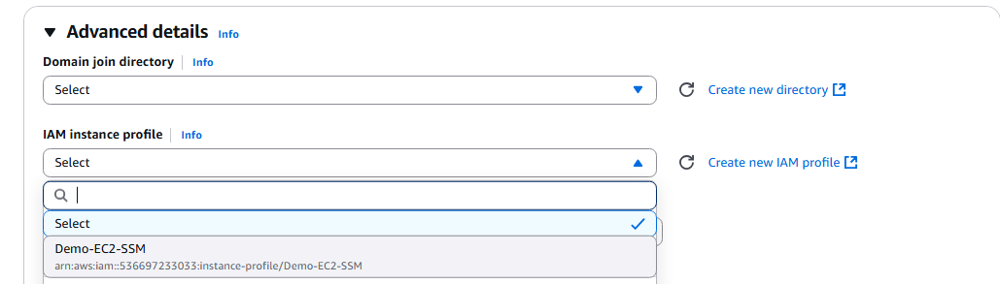 Advanced details Info
Domain join directory Info
Select Create new directory
IAM instance profile Info
Select Create new IAM profile
Select
Demo-EC2-SSM
arn:aws:iam::536697233033:instance-profile/Demo-EC2-SSM